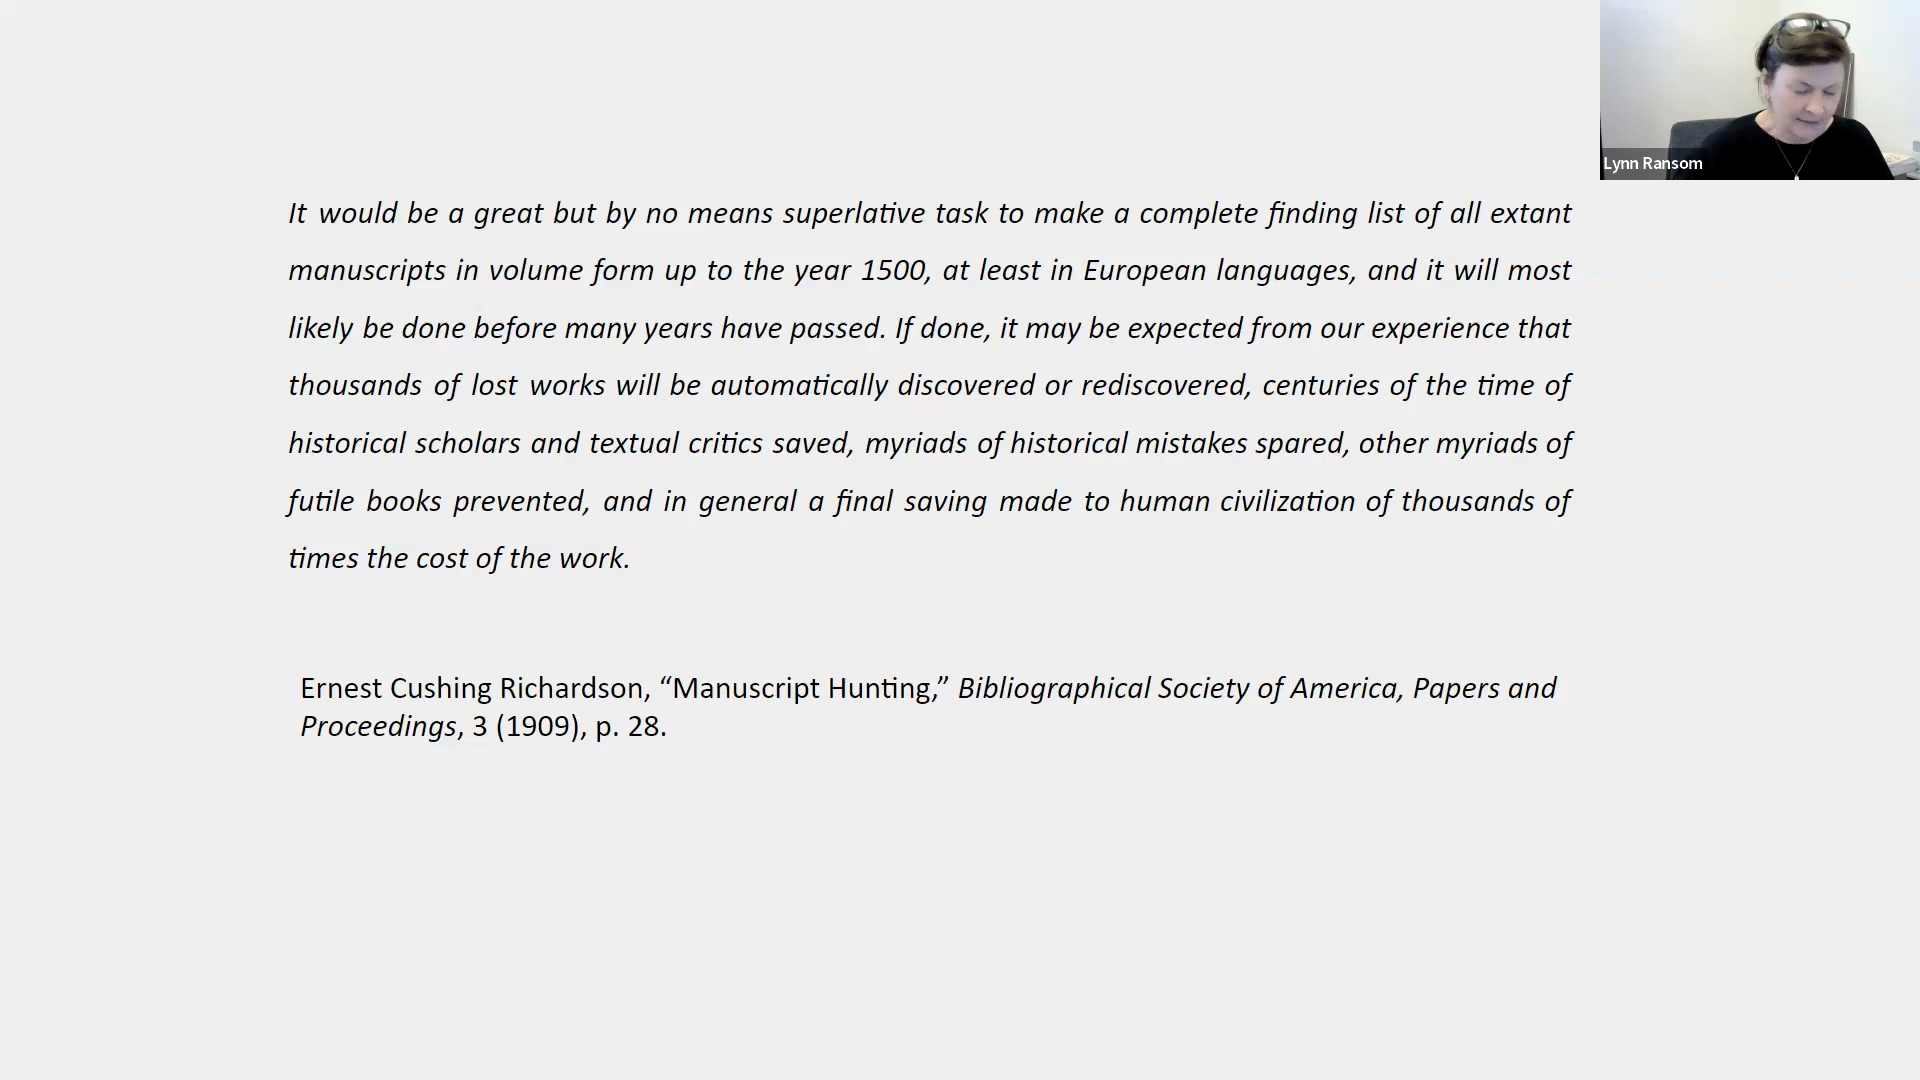 Lynn Ransom
It would be a great but by no means superlative task to make a complete finding list of all extant
manuscripts in volume form up to the year 1500, at least in European languages, and it will most
likely be done before many years have passed. If done, it may be expected from our experience that
thousands of lost works will be automatically discovered or rediscovered, centuries of the time of
historical scholars and textual critics saved, myriads of historical mistakes spared, other myriads of
futile books prevented, and in general a final saving made to human civilization of thousands of
times the cost of the work.
Ernest Cushing Richardson, “Manuscript Hunting,” Bibliographical Society of America, Papers and
Proceedings, 3 (1909), p. 28.